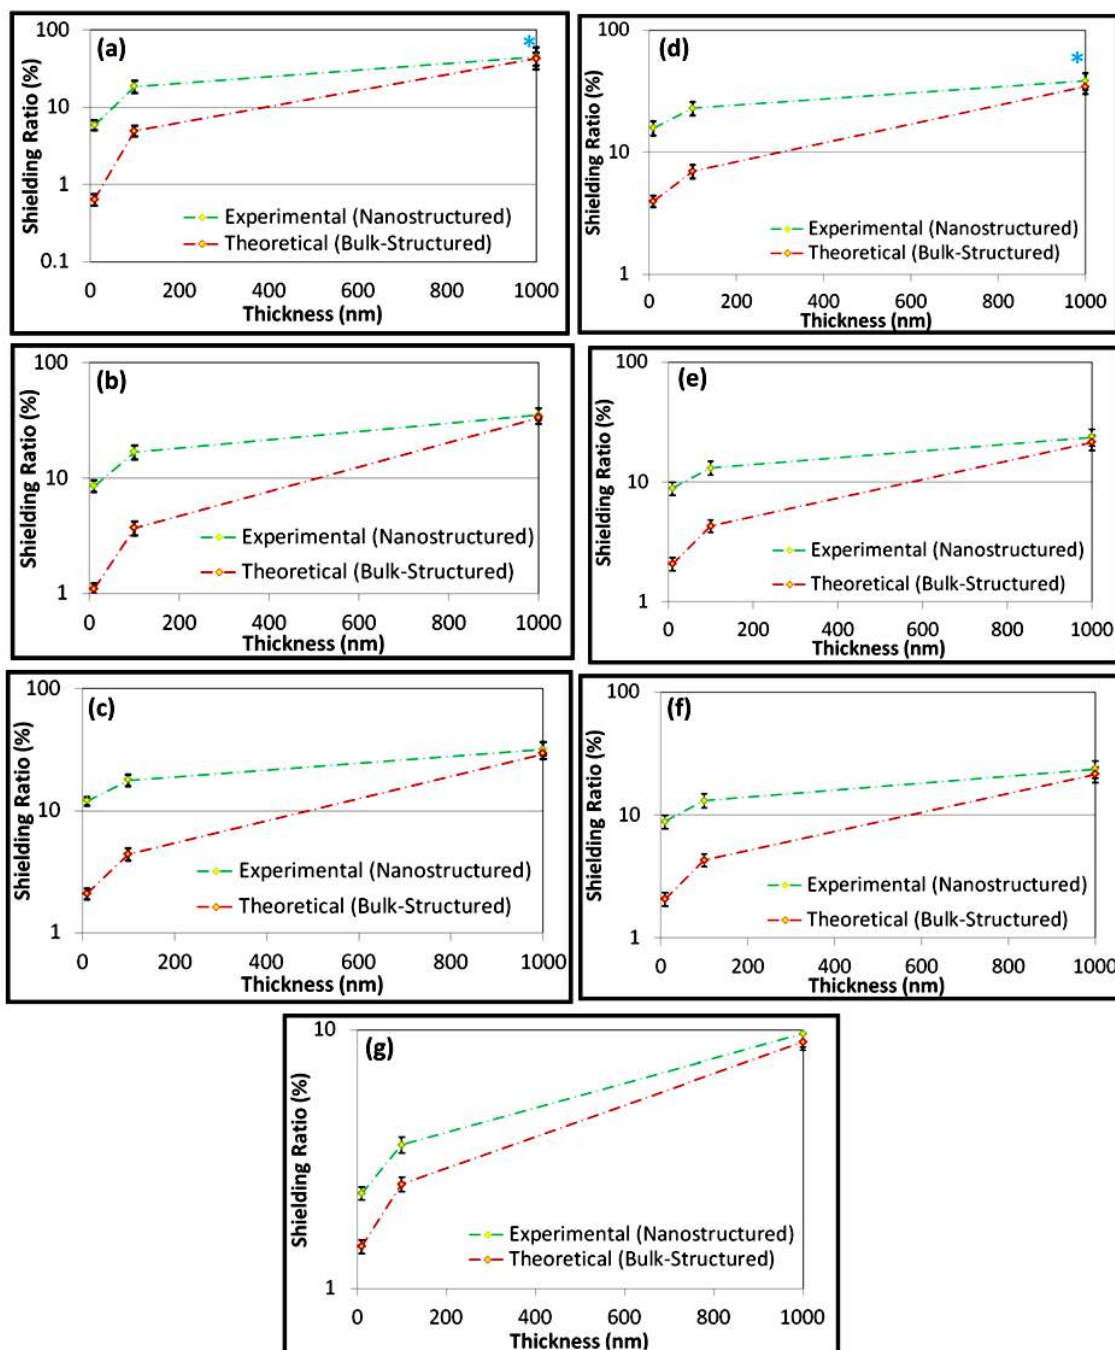 (a)
*
Shielding Ratio (%)
100
10
1
0.1
Experimental (Nanostructured)
Theoretical (Bulk-Structured)
0 200 400 600 800 1000
Thickness (nm)
(d)
*
Shielding Ratio (%)
100
10
1
Experimental (Nanostructured)
Theoretical (Bulk-Structured)
0 200 400 600 800 1000
Thickness (nm)
(b)
Shielding Ratio (%)
100
10
1
Experimental (Nanostructured)
Theoretical (Bulk-Structured)
0 200 400 600 800 1000
Thickness (nm)
(e)
Shielding Ratio (%)
100
10
1
Experimental (Nanostructured)
Theoretical (Bulk-Structured)
0 200 400 600 800 1000
Thickness (nm)
(c)
Shielding Ratio (%)
100
10
1
Experimental (Nanostructured)
Theoretical (Bulk-Structured)
0 200 400 600 800 1000
Thickness (nm)
(f)
Shielding Ratio (%)
100
10
1
Experimental (Nanostructured)
Theoretical (Bulk-Structured)
0 200 400 600 800 1000
Thickness (nm)
(g)
Shielding Ratio (%)
10
1
Experimental (Nanostructured)
Theoretical (Bulk-Structured)
0 200 400 600 800 1000
Thickness (nm)